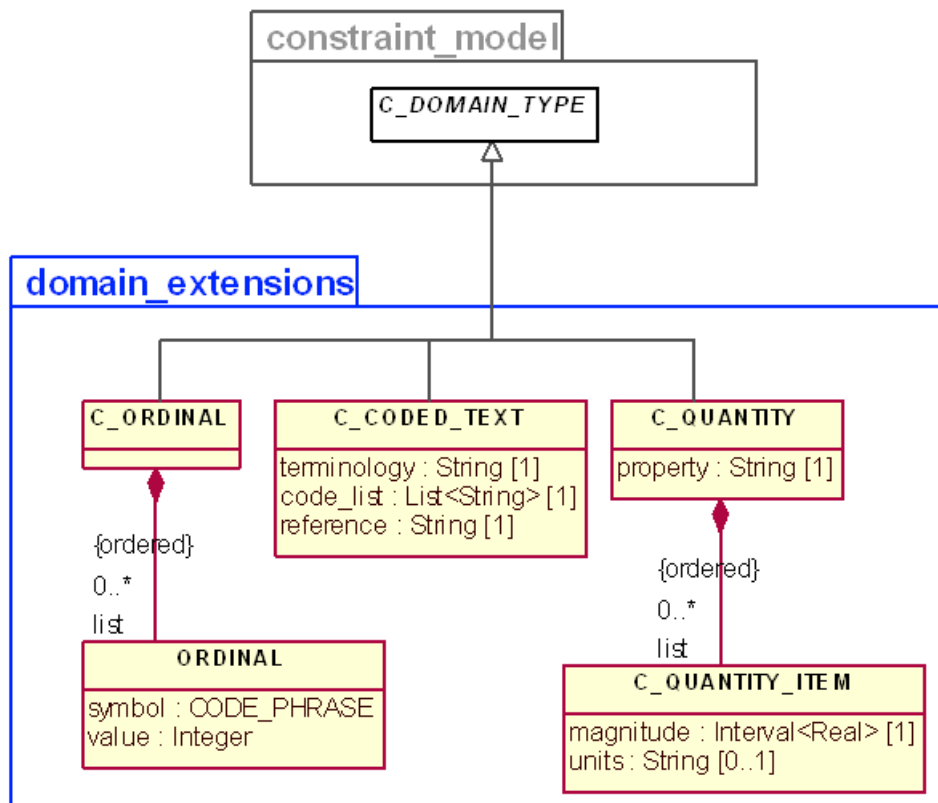 constraint_model
C_DOMAIN_TYPE
domain_extensions
C_ORDINAL
C_CODED_TEXT
terminology : String [1]
code_list : List<String> [1]
reference : String [1]
C_QUANTITY
property : String [1]
{ordered}
0..*
list
{ordered}
0..*
list
ORDINAL
symbol : CODE_PHRASE
value : Integer
C_QUANTITY_ITEM
magnitude : Interval<Real> [1]
units : String [0..1]